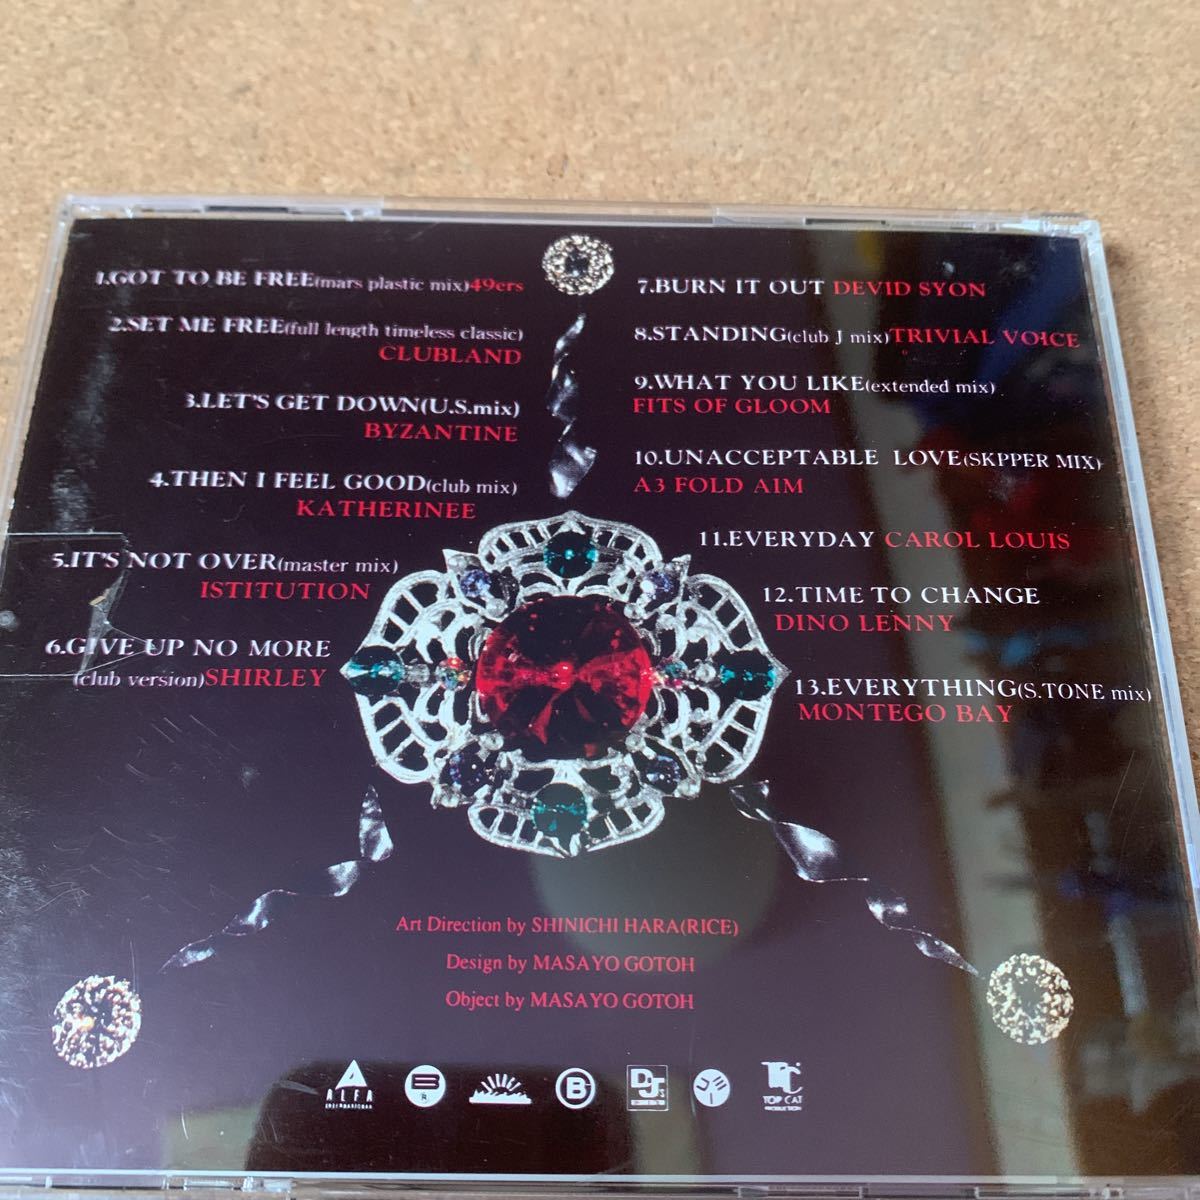 1.GOT TO BE FREE(mars plastic mix)49ers
2.SET ME FREE(full length timeless classic)
CLUBLAND
3.LET'S GET DOWN(U.S.mix)
BYZANTINE
4.THEN I FEEL GOOD(club mix)
KATHERINEE
5.IT'S NOT OVER(master mix)
ISTITUTION
6.GIVE UP NO MORE
(club version)SHIRLEY
7.BURN IT OUT DEVID SYON
8.STANDING(club J mix)TRIVIAL VOICE
9.WHAT YOU LIKE(extended mix)
FITS OF GLOOM
10.UNACCEPTABLE LOVE(SKPPER MIX)
A3 FOLD AIM
11.EVERYDAY CAROL LOUIS
12.TIME TO CHANGE
DINO LENNY
13.EVERYTHING(S.TONE mix)
MONTEGO BAY
Art Direction by SHINICHI HARA(RICE)
Design by MASAYO GOTOH
Object by MASAYO GOTOH
ALFA
INTERNATIONAL
B
B
DJ's
TC
TOP CAT
PRODUCTION